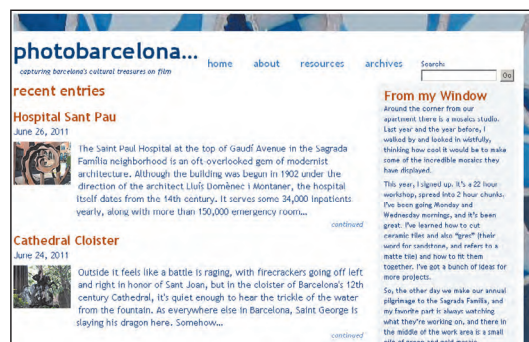 photobarcelona...
capturing barcelona's cultural treasures on film
home about resources archives
Search:
Go
recent entries
Hospital Sant Pau
June 26, 2011
The Saint Paul Hospital at the top of Gaudí Avenue in the Sagrada
Família neighborhood is an oft-overlooked gem of modernist
architecture. Although the building was begun in 1902 under the
direction of the architect Lluís Domènec i Montaner, the hospital
itself dates from the 14th century. It serves some 34,000 inpatients
yearly, along with more than 150,000 emergency room...
continued
Cathedral Cloister
June 24, 2011
Outside it feels like a battle is raging, with firecrackers going off left
and right in honor of Sant Joan, but in the cloister of Barcelona's 12th
century Cathedral, it's quiet enough to hear the trickle of the water
from the fountain. As everywhere else in Barcelona, Saint George is
slaying his dragon here. Somehow...
continued
From my Window
Around the corner from our
apartment there is a mosaics studio.
Last year and the year before, I
walked by and looked in wistfully,
thinking how cool it would be to make
some of the incredible mosaics they
have displayed.
This year, I signed up. It's a 22 hour
workshop, spread into 2 hour chunks.
I've been going Monday and
Wednesday mornings, and it's been
great. I've learned how to cut
ceramic tiles and also "gres" (their
word for sandstone, and refers to a
matte tile) and how to fit them
together. I've got a bunch of ideas for
more projects.
So, the other day we make our annual
pilgrimage to the Sagrada Família, and
my favorite part is always watching
what they're working on, and there in
the middle of the work area is a small